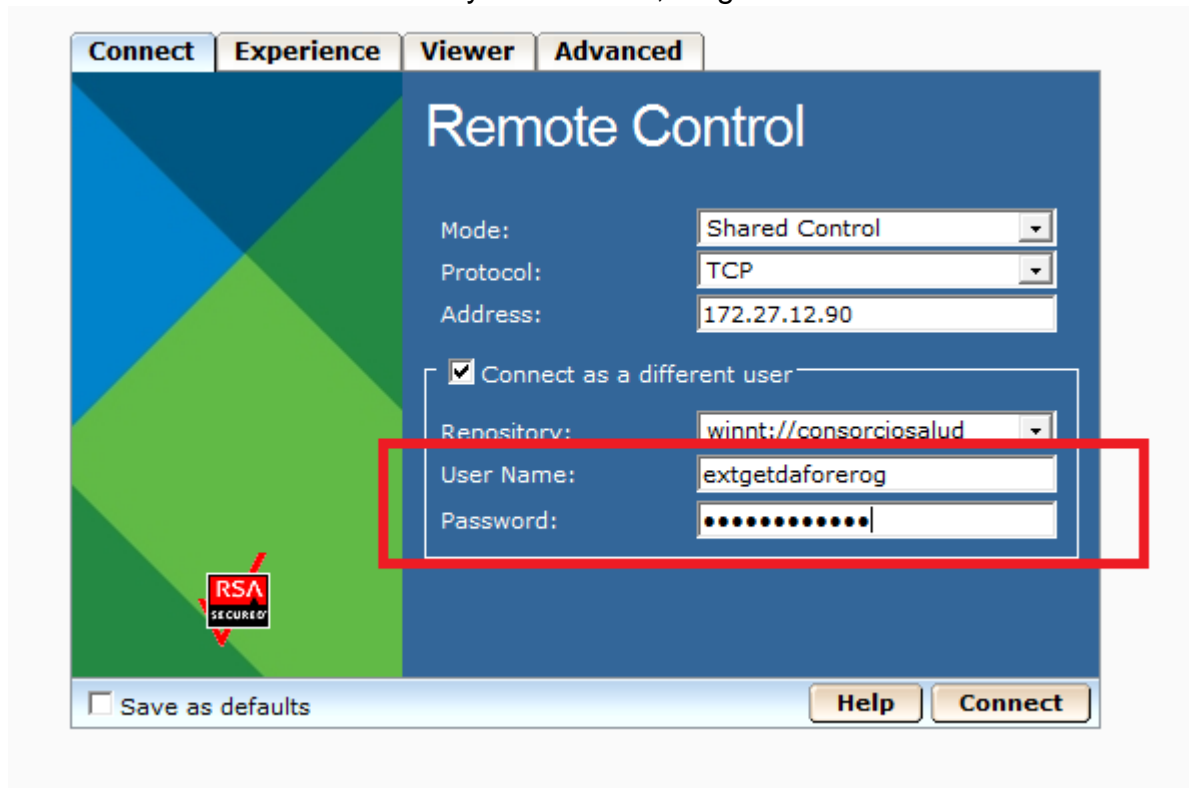 Connect Experience Viewer Advanced
Remote Control
Mode: Shared Control
Protocol: TCP
Address: 172.27.12.90
Connect as a different user
Repository: winnt://consorciosalud
User Name: extgetdaforerog
Password: ••••••••••••
RSA
SECURED
Save as defaults Help Connect